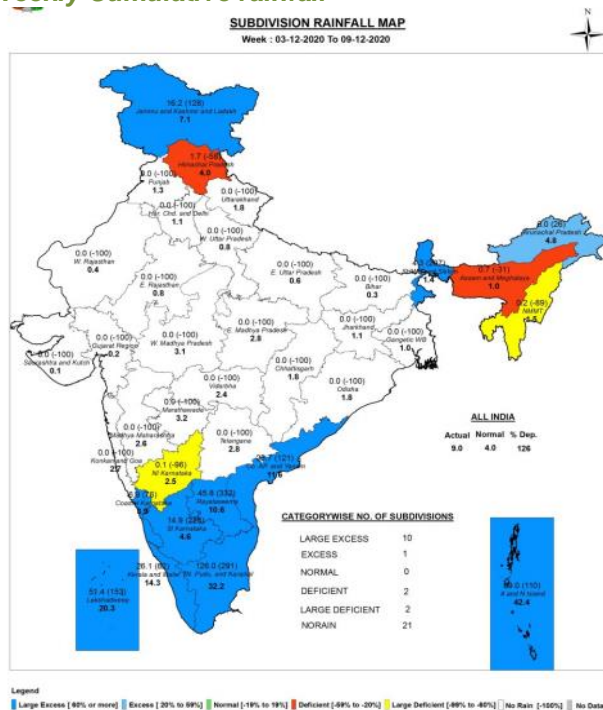 SUBDIVISION RAINFALL MAP
Week : 03-12-2020 To 09-12-2020
N
16.2 (128)
Jammu and Kashmir and Ladakh
7.1
1.7 (-58)
Himachal Pradesh
4.0
0.0 (-100)
Punjab
1.3
0.0 (-100)
Uttarakhand
1.8
0.0 (-100)
Har. Chd. and Delhi
1.1
0.0 (-100)
W. Uttar Pradesh
0.8
0.0 (-100)
W. Rajasthan
0.4
0.0 (-100)
E. Rajasthan
0.8
0.0 (-100)
E. Uttar Pradesh
0.6
0.0 (-100)
Bihar
0.3
1.4
6.0 (26)
Arunachal Pradesh
4.8
0.7 (-31)
Assam and Meghalaya
1.0
0.2 (-89)
NMMT
1.5
0.0 (-100)
Gujarat Region
0.2
0.0 (-100)
Saurashtra and Kutch
0.1
0.0 (-100)
W. Madhya Pradesh
3.1
0.0 (-100)
E. Madhya Pradesh
2.8
0.0 (-100)
Jharkhand
1.1
0.0 (-100)
Gangetic WB
1.0
0.0 (-100)
Chhattisgarh
1.8
0.0 (-100)
Odisha
1.8
0.0 (-100)
Vidarbha
2.4
0.0 (-100)
Marathwada
3.2
0.0 (-100)
Madhya Maharashtra
2.6
0.0 (-100)
Telangana
2.8
0.0 (-100)
Konkan and Goa
2.7
0.1 (-96)
NI Karnataka
2.5
(121)
11.6
Coastal Karnataka
45.8 (332)
Rayalaseema
10.6
SI Karnataka
4.6
14.3
126.0 (291)
32.2
51.4 (153)
Lakshadweep
20.3
(110)
A and N Island
42.4
ALL INDIA
Actual Normal % Dep.
9.0 4.0 126
CATEGORYWISE NO. OF SUBDIVISIONS
LARGE EXCESS 10
EXCESS 1
NORMAL 0
DEFICIENT 2
LARGE DEFICIENT 2
NORAIN 21
Legend
Large Excess [ 60% or more] Excess [ 20% to 59%] Normal [-19% to 19%] Deficient [-59% to -20%] Large Deficient [-99% to -60%] No Rain [-100%] No Data